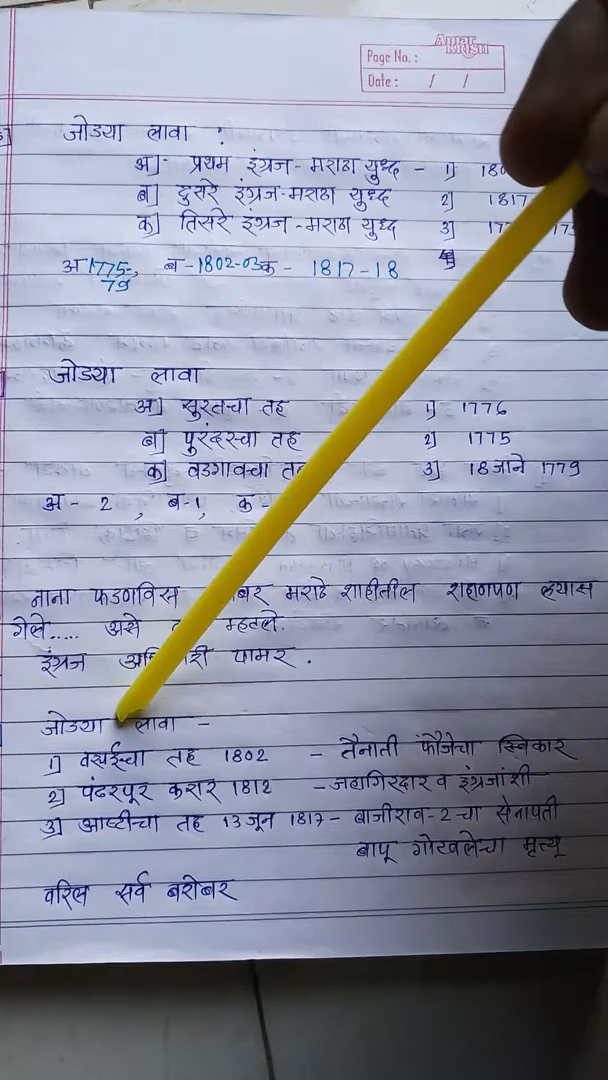 Page No. :
Date : / /
जोड्या लावा :
अ] प्रथम इंग्रज-मराठा युध्द - 1]
ब] दुसरे इंग्रज-मराठा युध्द 2] 1817
क] तिसरे इंग्रज-मराठा युध्द 3]
अ 1775-79, ब-1802-03 क - 1817-18
जोड्या लावा
अ] सुरतचा तह 1] 1776
ब] पुरंदरचा तह 2] 1775
क] वडगावचा 3] 18 जाने 1779
अ - 2, ब-1, क -
नाना फडणविस मराठे शाहीतील शहाणपण लयास
गेले..... असे म्हतले.
इंग्रज पामर .
जोडया लावा -
1] वसईचा तह 1802 - तैनाती फौजेचा स्विकार
2] पंढरपूर करार 1812 - जहागिरदार व इंग्रजांशी
3] आष्टीचा तह 13 जून 1817 - बाजीराव-2 चा सेनापती
बापू गोखलेचा मृत्यू
वरिल सर्व बरोबर